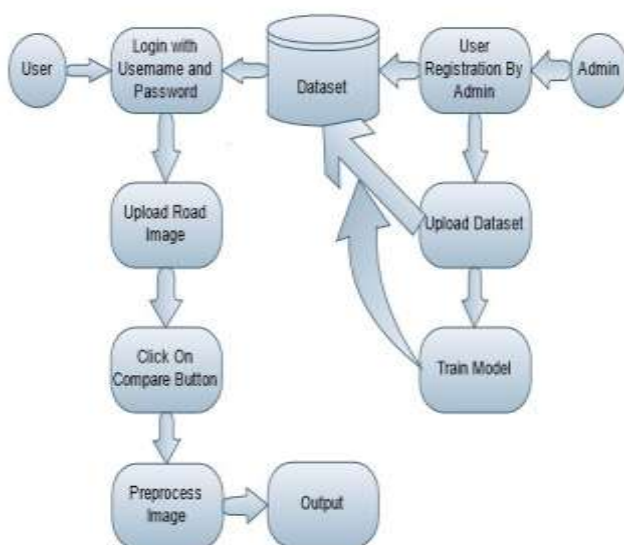 User
Login with
Username and
Password
Dataset
User
Registration By
Admin
Admin
Upload Road
Image
Upload Dataset
Click On
Compare Button
Train Model
Preprocess
Image
Output